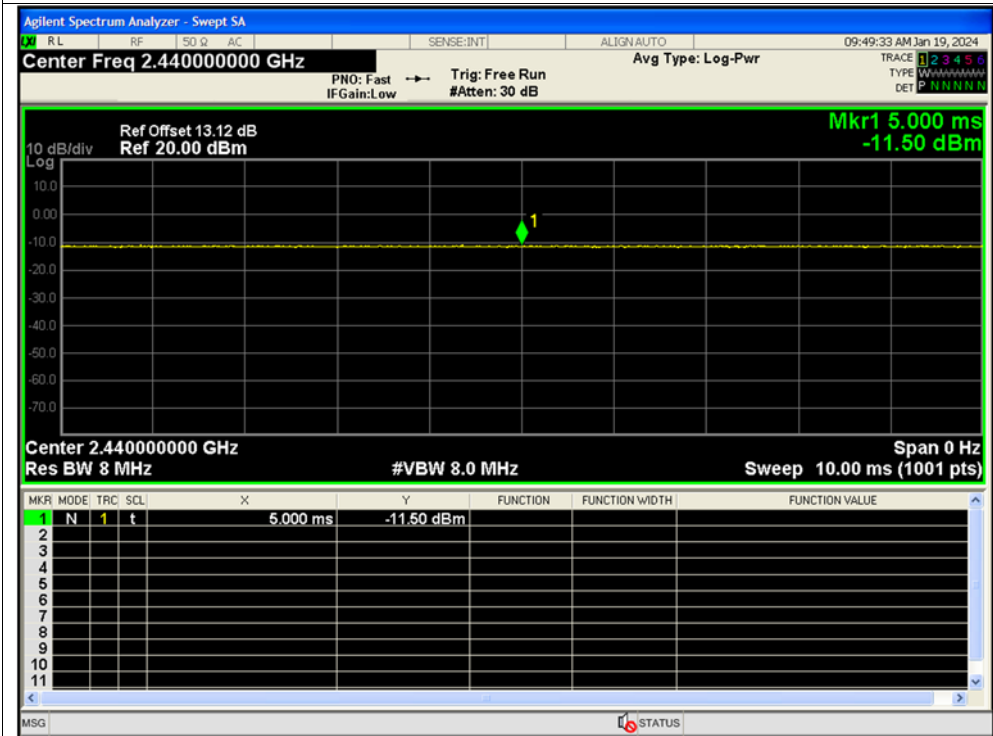 Agilent Spectrum Analyzer - Swept SA
RL RF 50 Ω AC SENSE:INT ALIGN AUTO 09:49:33 AM Jan 19, 2024
Center Freq 2.440000000 GHz Avg Type: Log-Pwr TRACE 1 2 3 4 5 6
PNO: Fast Trig: Free Run TYPE W
IFGain:Low #Atten: 30 dB DET P N N N N N
Mkr1 5.000 ms
Ref Offset 13.12 dB
10 dB/div Ref 20.00 dBm -11.50 dBm
Log
10.0
0.00
1
-10.0
-20.0
-30.0
-40.0
-50.0
-60.0
-70.0
Center 2.440000000 GHz Span 0 Hz
Res BW 8 MHz #VBW 8.0 MHz Sweep 10.00 ms (1001 pts)
MKR MODE TRC SCL X Y FUNCTION FUNCTION WIDTH FUNCTION VALUE
1 N 1 t 5.000 ms -11.50 dBm
2
3
4
5
6
7
8
9
10
11
MSG STATUS